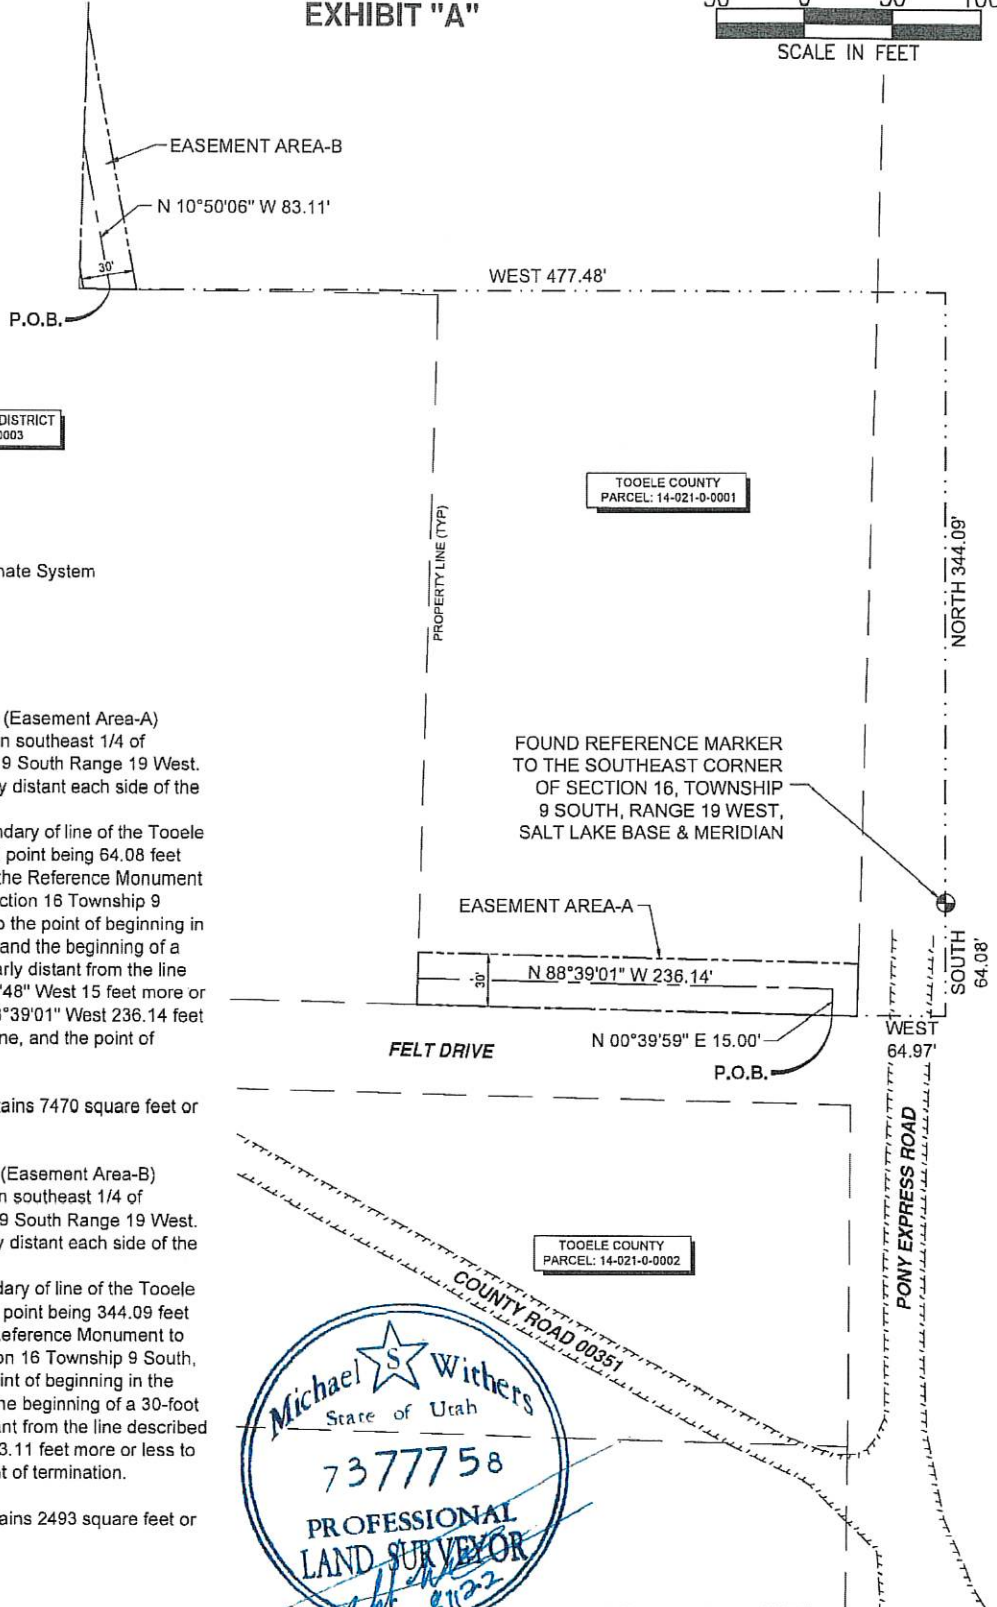 EXHIBIT "A"
SCALE IN FEET
EASEMENT AREA-B
N 10°50'06" W 83.11'
30'
WEST 477.48'
P.O.B.
DISTRICT
0003
TOOELE COUNTY
PARCEL: 14-021-0-0001
PROPERTY LINE (TYP)
NORTH 344.09'
nate System
(Easement Area-A)
n southeast 1/4 of
9 South Range 19 West.
y distant each side of the
ndary of line of the Tooele
point being 64.08 feet
the Reference Monument
ction 16 Township 9
o the point of beginning in
and the beginning of a
arly distant from the line
'48" West 15 feet more or
8°39'01" West 236.14 feet
ne, and the point of
tains 7470 square feet or
(Easement Area-B)
n southeast 1/4 of
9 South Range 19 West.
y distant each side of the
dary of line of the Tooele
point being 344.09 feet
eference Monument to
on 16 Township 9 South,
int of beginning in the
he beginning of a 30-foot
ant from the line described
3.11 feet more or less to
t of termination.
tains 2493 square feet or
FOUND REFERENCE MARKER
TO THE SOUTHEAST CORNER
OF SECTION 16, TOWNSHIP
9 SOUTH, RANGE 19 WEST,
SALT LAKE BASE & MERIDIAN
EASEMENT AREA-A
30'
N 88°39'01" W 236.14'
SOUTH
64.08'
N 00°39'59" E 15.00'
WEST
64.97'
FELT DRIVE
P.O.B.
PONY EXPRESS ROAD
TOOELE COUNTY
PARCEL: 14-021-0-0002
COUNTY ROAD 00351
Michael S Withers
State of Utah
7377758
PROFESSIONAL
LAND SURVEYOR